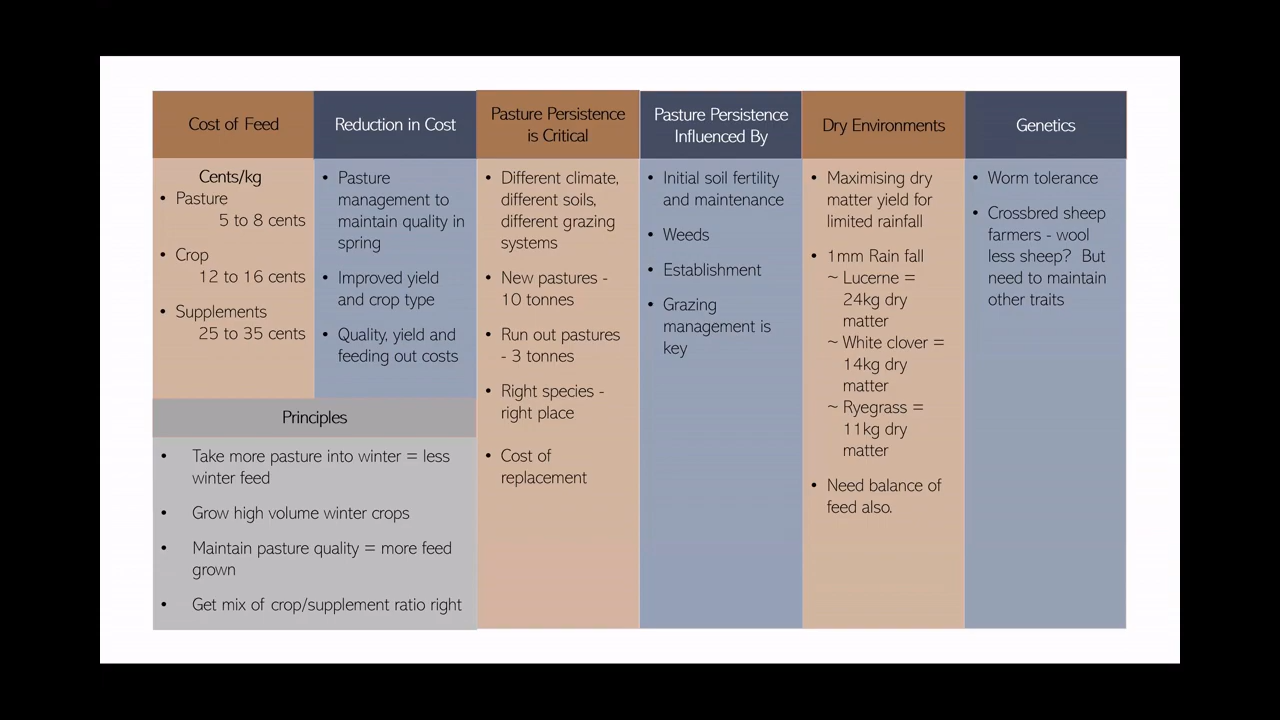 Cost of Feed
Cents/kg
• Pasture
5 to 8 cents
• Crop
12 to 16 cents
• Supplements
25 to 35 cents
Reduction in Cost
• Pasture
management to
maintain quality in
spring
• Improved yield
and crop type
• Quality, yield and
feeding out costs
Principles
• Take more pasture into winter = less
winter feed
• Grow high volume winter crops
• Maintain pasture quality = more feed
grown
• Get mix of crop/supplement ratio right
Pasture Persistence
is Critical
• Different climate,
different soils,
different grazing
systems
• New pastures -
10 tonnes
• Run out pastures
- 3 tonnes
• Right species -
right place
• Cost of
replacement
Pasture Persistence
Influenced By
• Initial soil fertility
and maintenance
• Weeds
• Establishment
• Grazing
management is
key
Dry Environments
• Maximising dry
matter yield for
limited rainfall
• 1mm Rain fall
~ Lucerne =
24kg dry
matter
~ White clover =
14kg dry
matter
~ Ryegrass =
11kg dry
matter
• Need balance of
feed also.
Genetics
• Worm tolerance
• Crossbred sheep
farmers - wool
less sheep? But
need to maintain
other traits